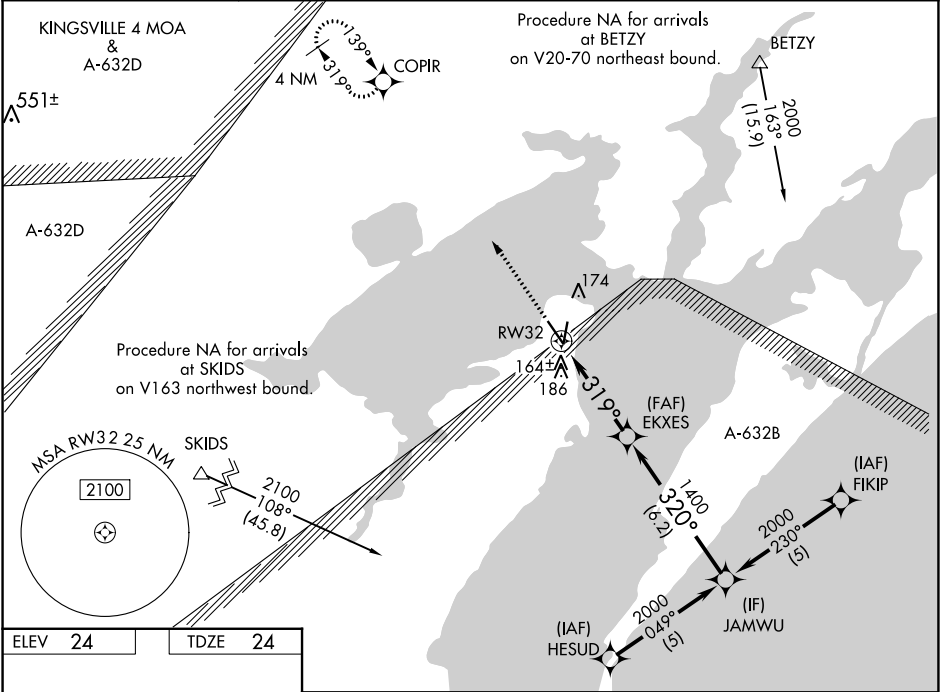 KINGSVILLE 4 MOA
&
A-632D
551±
A-632D
4 NM
139°
319°
COPIR
Procedure NA for arrivals
at BETZY
on V20-70 northeast bound.
BETZY
2000
163°
(15.9)
174
RW32
164±
186
319°
(FAF)
EKXES
A-632B
Procedure NA for arrivals
at SKIDS
on V163 northwest bound.
MSA RW32 25 NM
2100
SKIDS
2100
108°
(45.8)
1400
320°
(6.2)
(IAF)
FIKIP
2000
230°
(5)
(IF)
JAMWU
2000
049°
(5)
(IAF)
HESUD
ELEV 24
TDZE 24